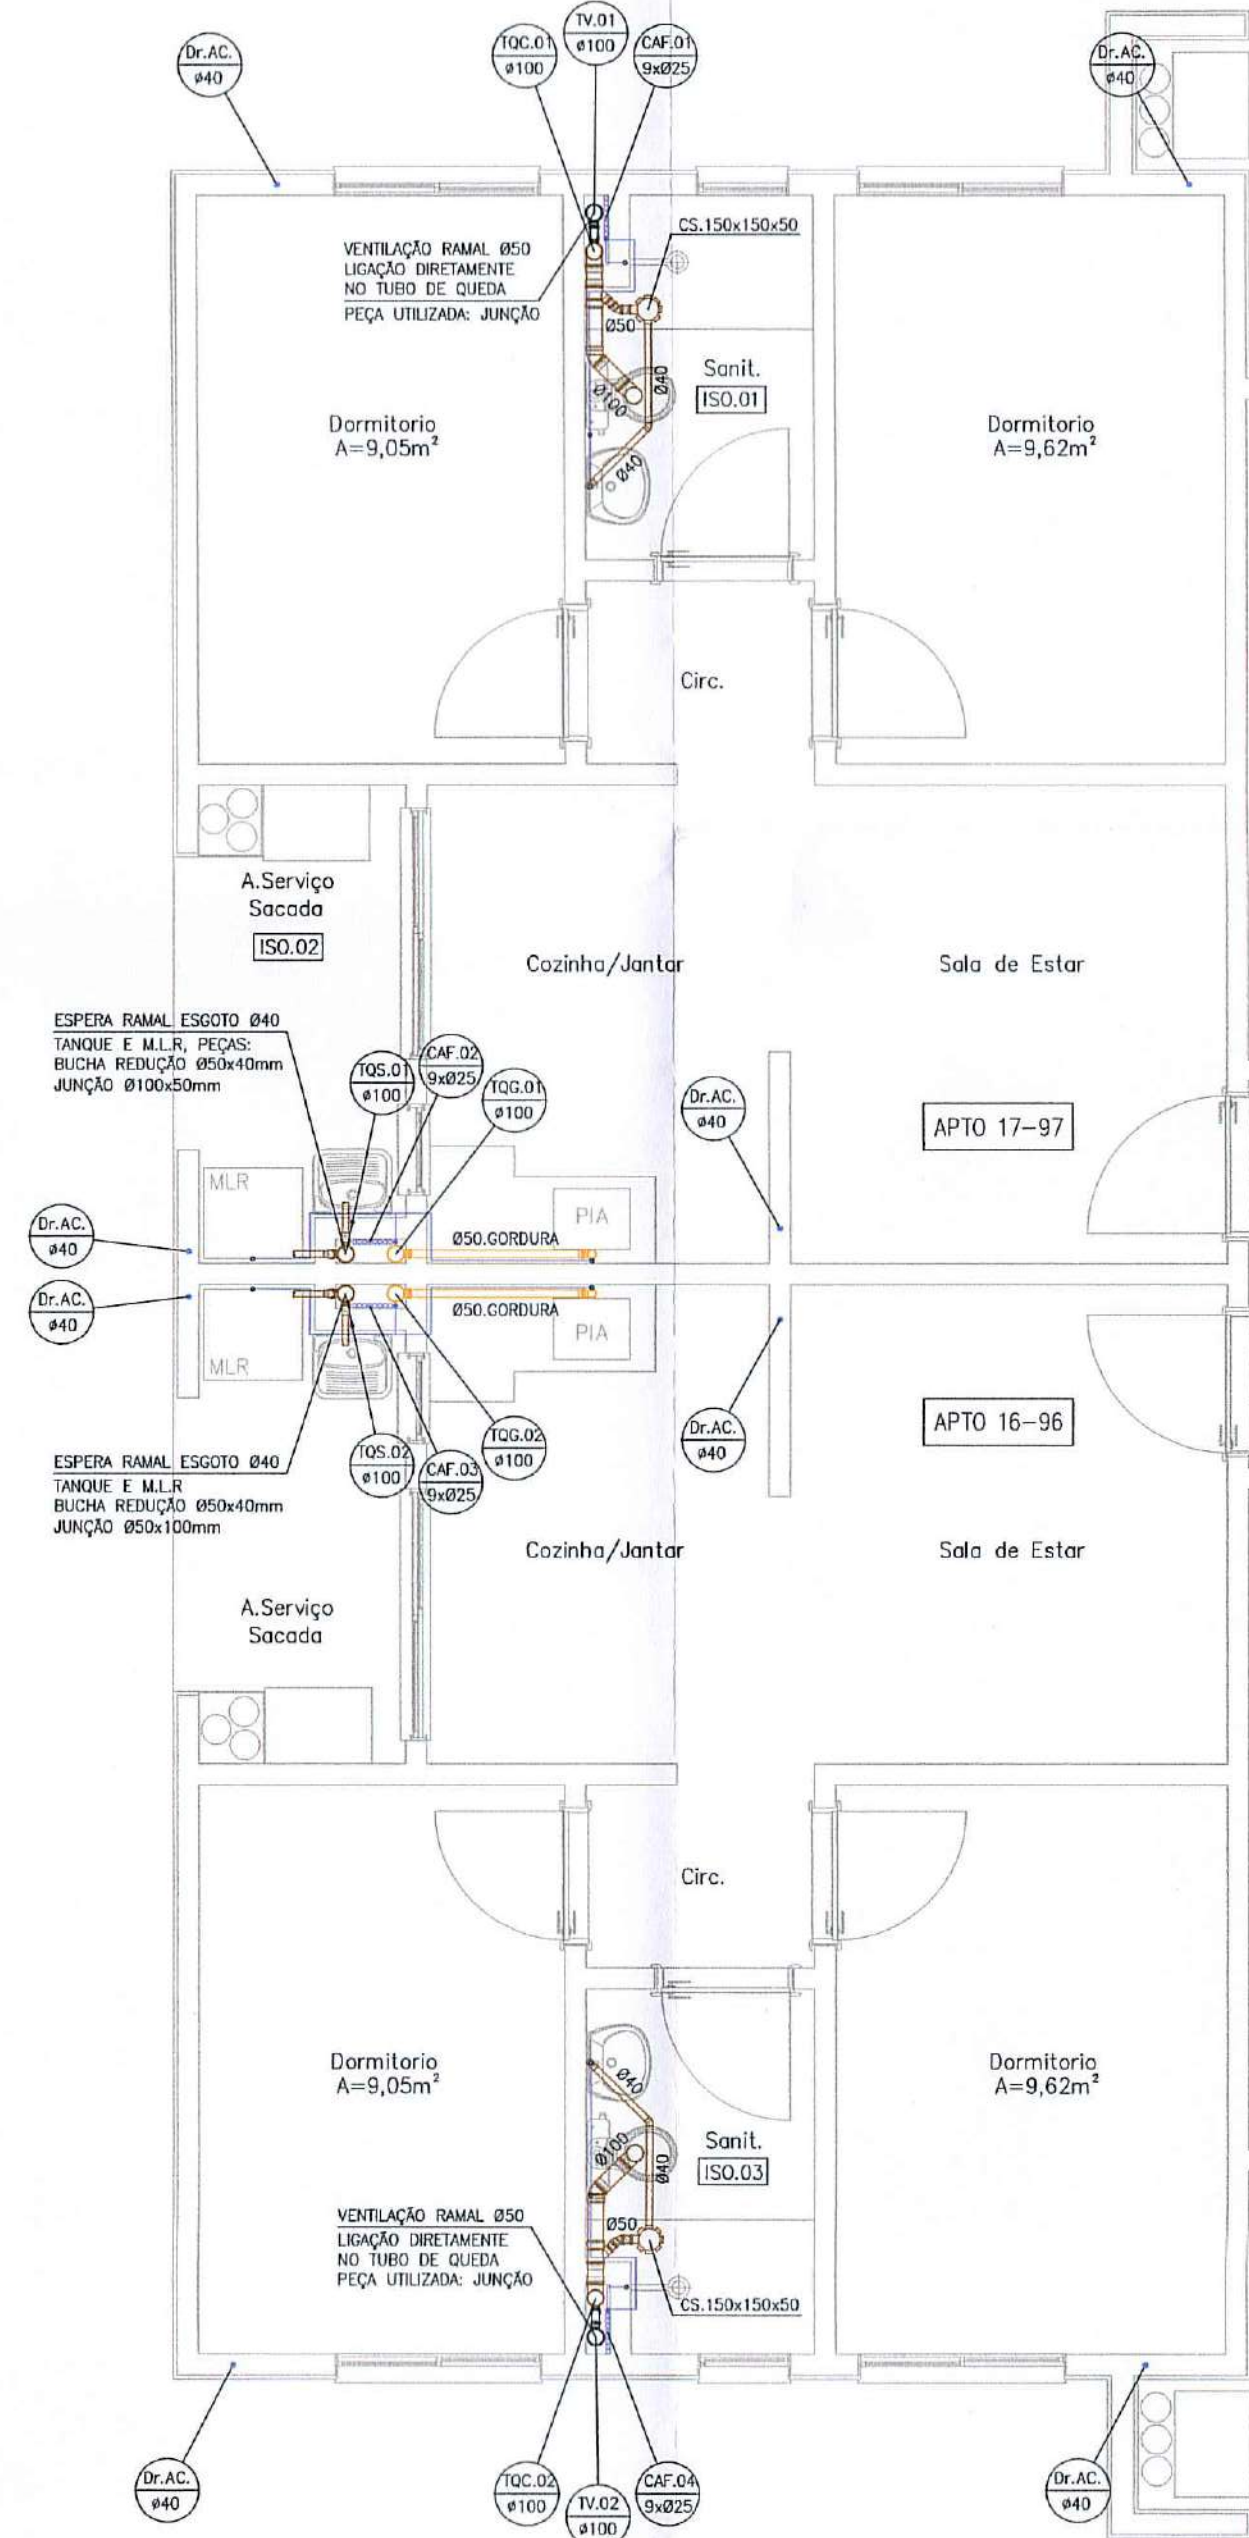 TV.01
ø100
TQC.01
ø100
CAF.01
9xØ25
Dr.AC.
ø40
Dr.AC.
ø40
CS.150x150x50
VENTILAÇÃO RAMAL Ø50
LIGAÇÃO DIRETAMENTE
NO TUBO DE QUEDA
PEÇA UTILIZADA: JUNÇÃO
Ø50
Sanit.
ISO.01
Ø40
Ø100
Ø40
Dormitorio
A=9,05m²
Dormitorio
A=9,62m²
Circ.
A.Serviço
Sacada
ISO.02
Cozinha/Jantar
Sala de Estar
ESPERA RAMAL ESGOTO Ø40
TANQUE E M.L.R, PEÇAS:
BUCHA REDUÇÃO Ø50x40mm
JUNÇÃO Ø100x50mm
TQS.01
ø100
CAF.02
9xØ25
TQG.01
ø100
Dr.AC.
ø40
APTO 17-97
MLR
PIA
Dr.AC.
ø40
Ø50.GORDURA
Dr.AC.
ø40
Ø50.GORDURA
PIA
MLR
APTO 16-96
Dr.AC.
ø40
TQS.02
ø100
CAF.03
9xØ25
TQG.02
ø100
ESPERA RAMAL ESGOTO Ø40
TANQUE E M.L.R
BUCHA REDUÇÃO Ø50x40mm
JUNÇÃO Ø50x100mm
Cozinha/Jantar
Sala de Estar
A.Serviço
Sacada
Circ.
Dormitorio
A=9,05m²
Dormitorio
A=9,62m²
Ø40
Ø100
Ø40
Sanit.
ISO.03
VENTILAÇÃO RAMAL Ø50
LIGAÇÃO DIRETAMENTE
NO TUBO DE QUEDA
PEÇA UTILIZADA: JUNÇÃO
Ø50
CS.150x150x50
Dr.AC.
ø40
TQC.02
ø100
TV.02
ø100
CAF.04
9xØ25
Dr.AC.
ø40